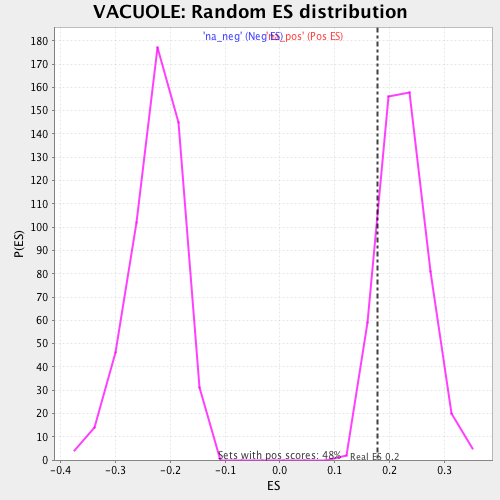 VACUOLE: Random ES distribution
'na_neg' (Neg ES) 'na_pos' (Pos ES)
180
170
160
150
140
130
120
110
100
90
80
70
60
50
40
30
20
10
0
P(ES)
Sets with pos scores: 48%
Real ES 0.2
-0.4 -0.3 -0.2 -0.1 0.0 0.1 0.2 0.3
ES